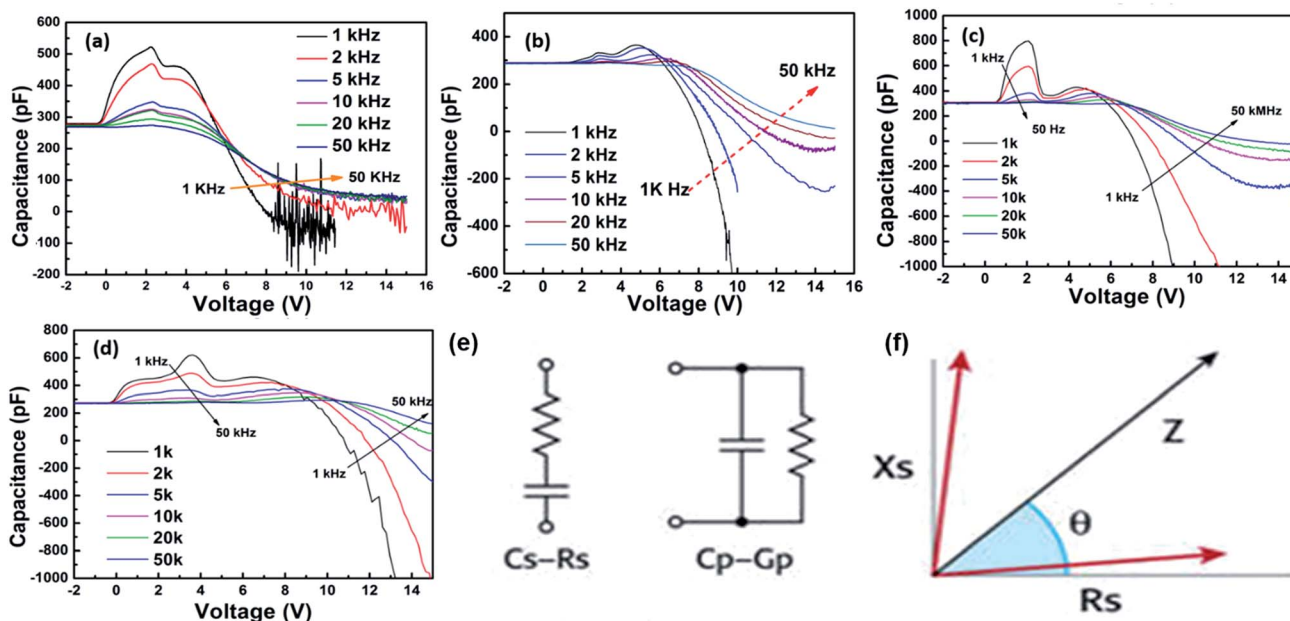 (a)
Capacitance (pF)
600
500
400
300
200
100
0
100
200
1 kHz
2 kHz
5 kHz
10 kHz
20 kHz
50 kHz
1 KHz
50 KHz
-2 0 2 4 6 8 10 12 14 16
Voltage (V)
(b)
Capacitance (pF)
400
200
0
-200
-400
-600
1 kHz
2 kHz
5 kHz
10 kHz
20 kHz
50 kHz
50 kHz
1K Hz
-2 0 2 4 6 8 10 12 14 16
Voltage (V)
(c)
Capacitance (pF)
1000
800
600
400
200
0
-200
-400
-600
-800
-1000
1 kHz
50 Hz
50 kMHz
1 kHz
1k
2k
5k
10k
20k
50k
-2 0 2 4 6 8 10 12 14
Voltage (V)
(d)
Capacitance (pF)
800
600
400
200
0
-200
-400
-600
-800
-1000
1 kHz
50 kHz
50 kHz
1 kHz
1k
2k
5k
10k
20k
50k
-2 0 2 4 6 8 10 12 14
Voltage (V)
(e)
Cs–Rs
Cp–Gp
(f)
Xs
Z
θ
Rs